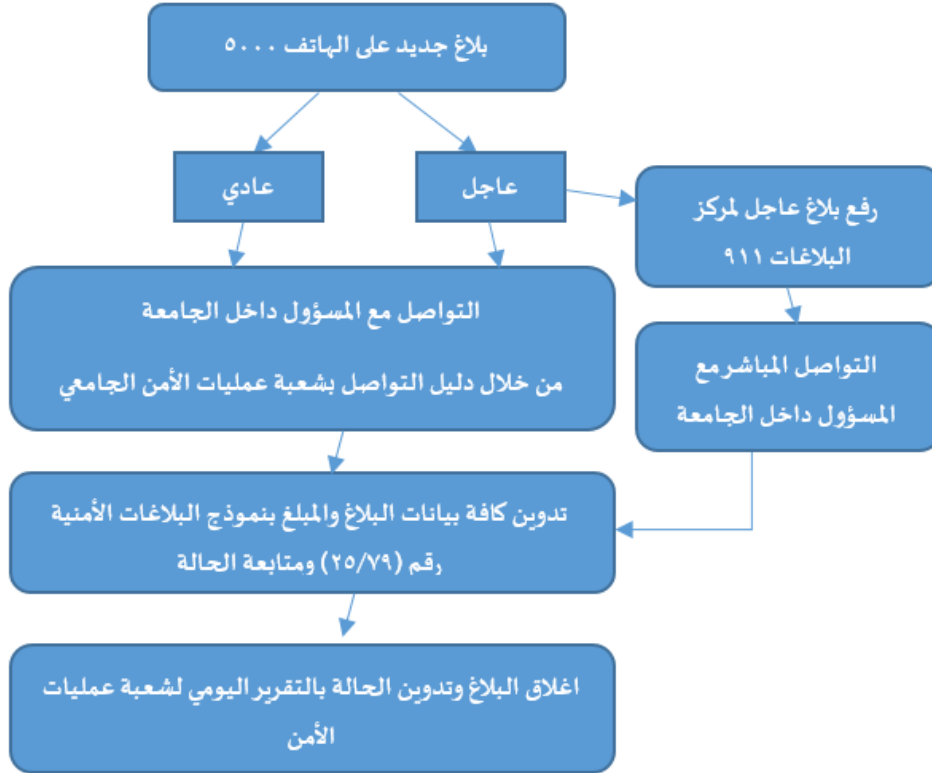 بلاغ جديد على الهاتف ٥٠٠٠
عاجل
عادي
رفع بلاغ عاجل لمركز
البلاغات ٩١١
التواصل مع المسؤول داخل الجامعة
من خلال دليل التواصل بشعبة عمليات الأمن الجامعي
التواصل المباشر مع
المسؤول داخل الجامعة
تدوين كافة بيانات البلاغ والمبلغ بنموذج البلاغات الأمنية
رقم (٢٥/٧٩) ومتابعة الحالة
اغلاق البلاغ وتدوين الحالة بالتقرير اليومي لشعبة عمليات
الأمن